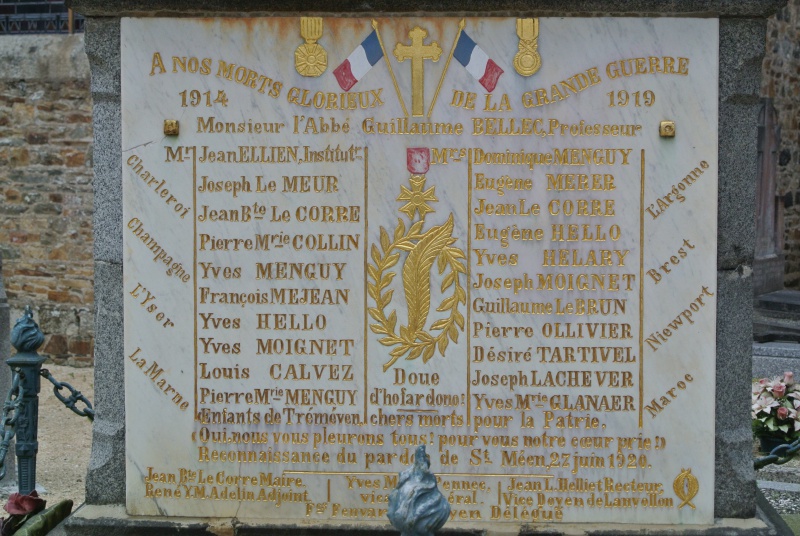 A NOS MORTS GLORIEUX DE LA GRANDE GUERRE
1914 1919
Monsieur l'Abbé Guillaume BELLEC, Professeur
Mr Jean ELLIEN, Institutr.
Joseph Le MEUR
Jean Bte Le CORRE
Pierre Mrie COLLIN
Yves MENGUY
François MEJEAN
Yves HELLO
Yves MOIGNET
Louis CALVEZ
Pierre Mrie MENGUY
Mrs Dominique MENGUY
Eugène MERER
Jean Le CORRE
Eugène HELLO
Yves HELARY
Joseph MOIGNET
Guillaume Le BRUN
Pierre OLLIVIER
Désiré TARTIVEL
Joseph LACHEVER
Yves Mrie GLANAER
Charleroi
Champagne
L'Yser
La Marne
L'Argonne
Brest
Niewport
Maroc
Doue
d'ho far dono!
Enfants de Tréméven, chers morts pour la Patrie,
(Oui, nous vous pleurons tous! pour vous notre cœur prie!)
Reconnaissance du pardon de St. Méen, 27 juin 1920.
Jean Bte Le Corre Maire
René Y.M. Adelin Adjoint,
Yves
Jean L. Delliet Recteur,
Vice Doyen de Lanvollon
Délégué